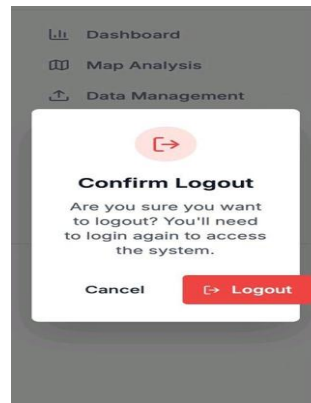 Dashboard
Map Analysis
Data Management
Confirm Logout
Are you sure you want
to logout? You'll need
to login again to access
the system.
Cancel
Logout